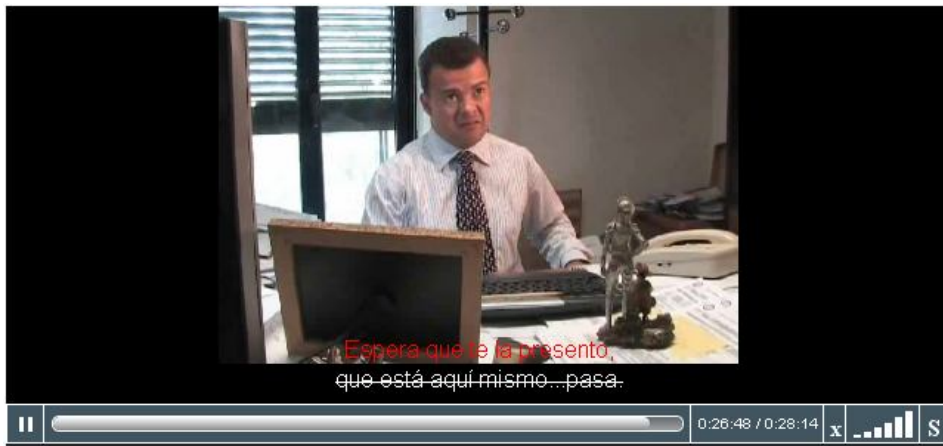 Espera que te la presento,
que está aquí mismo...pasa.
0:26:48 / 0:28:14 x S